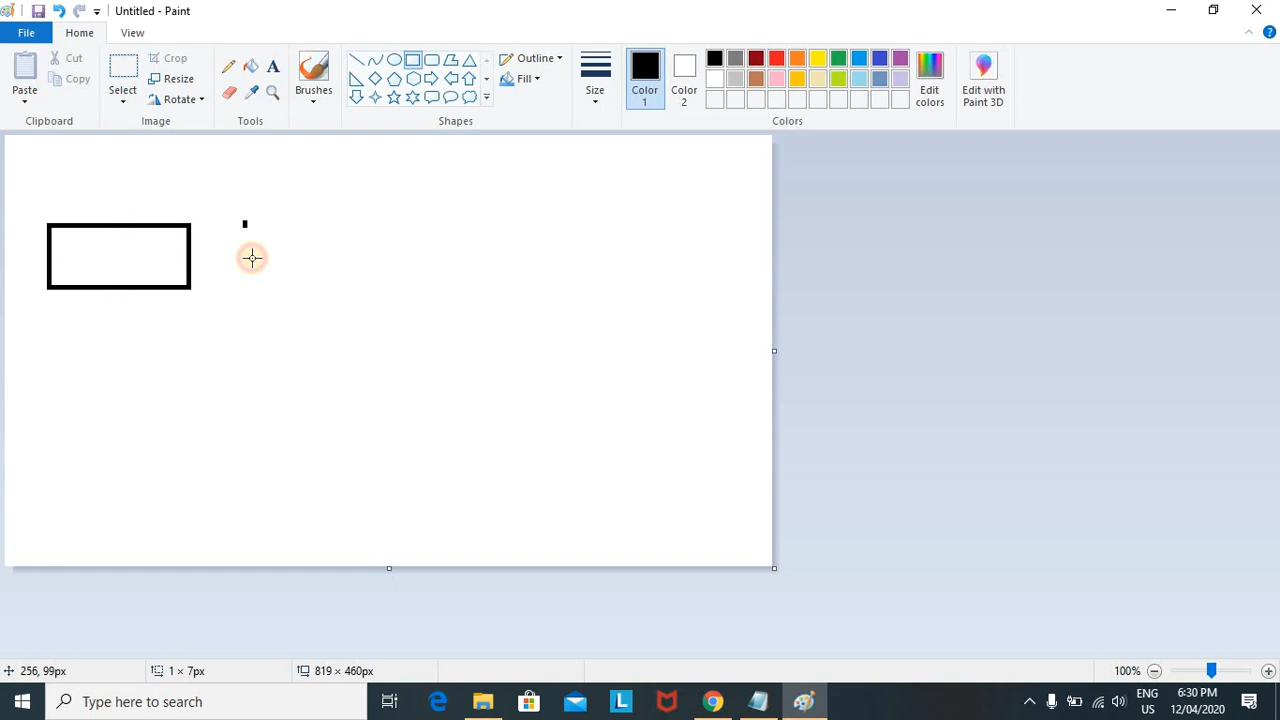 Untitled - Paint
File Home View
Paste
Cut
Copy
Clipboard
Select
Crop
Resize
Rotate
Image
A
Tools
Brushes
Outline
Fill
Shapes
Size
Color 1
Color 2
Edit colors
Edit with Paint 3D
Colors
256, 99px
1 × 7px
819 × 460px
100%
Type here to search
ENG
US
6:30 PM
12/04/2020